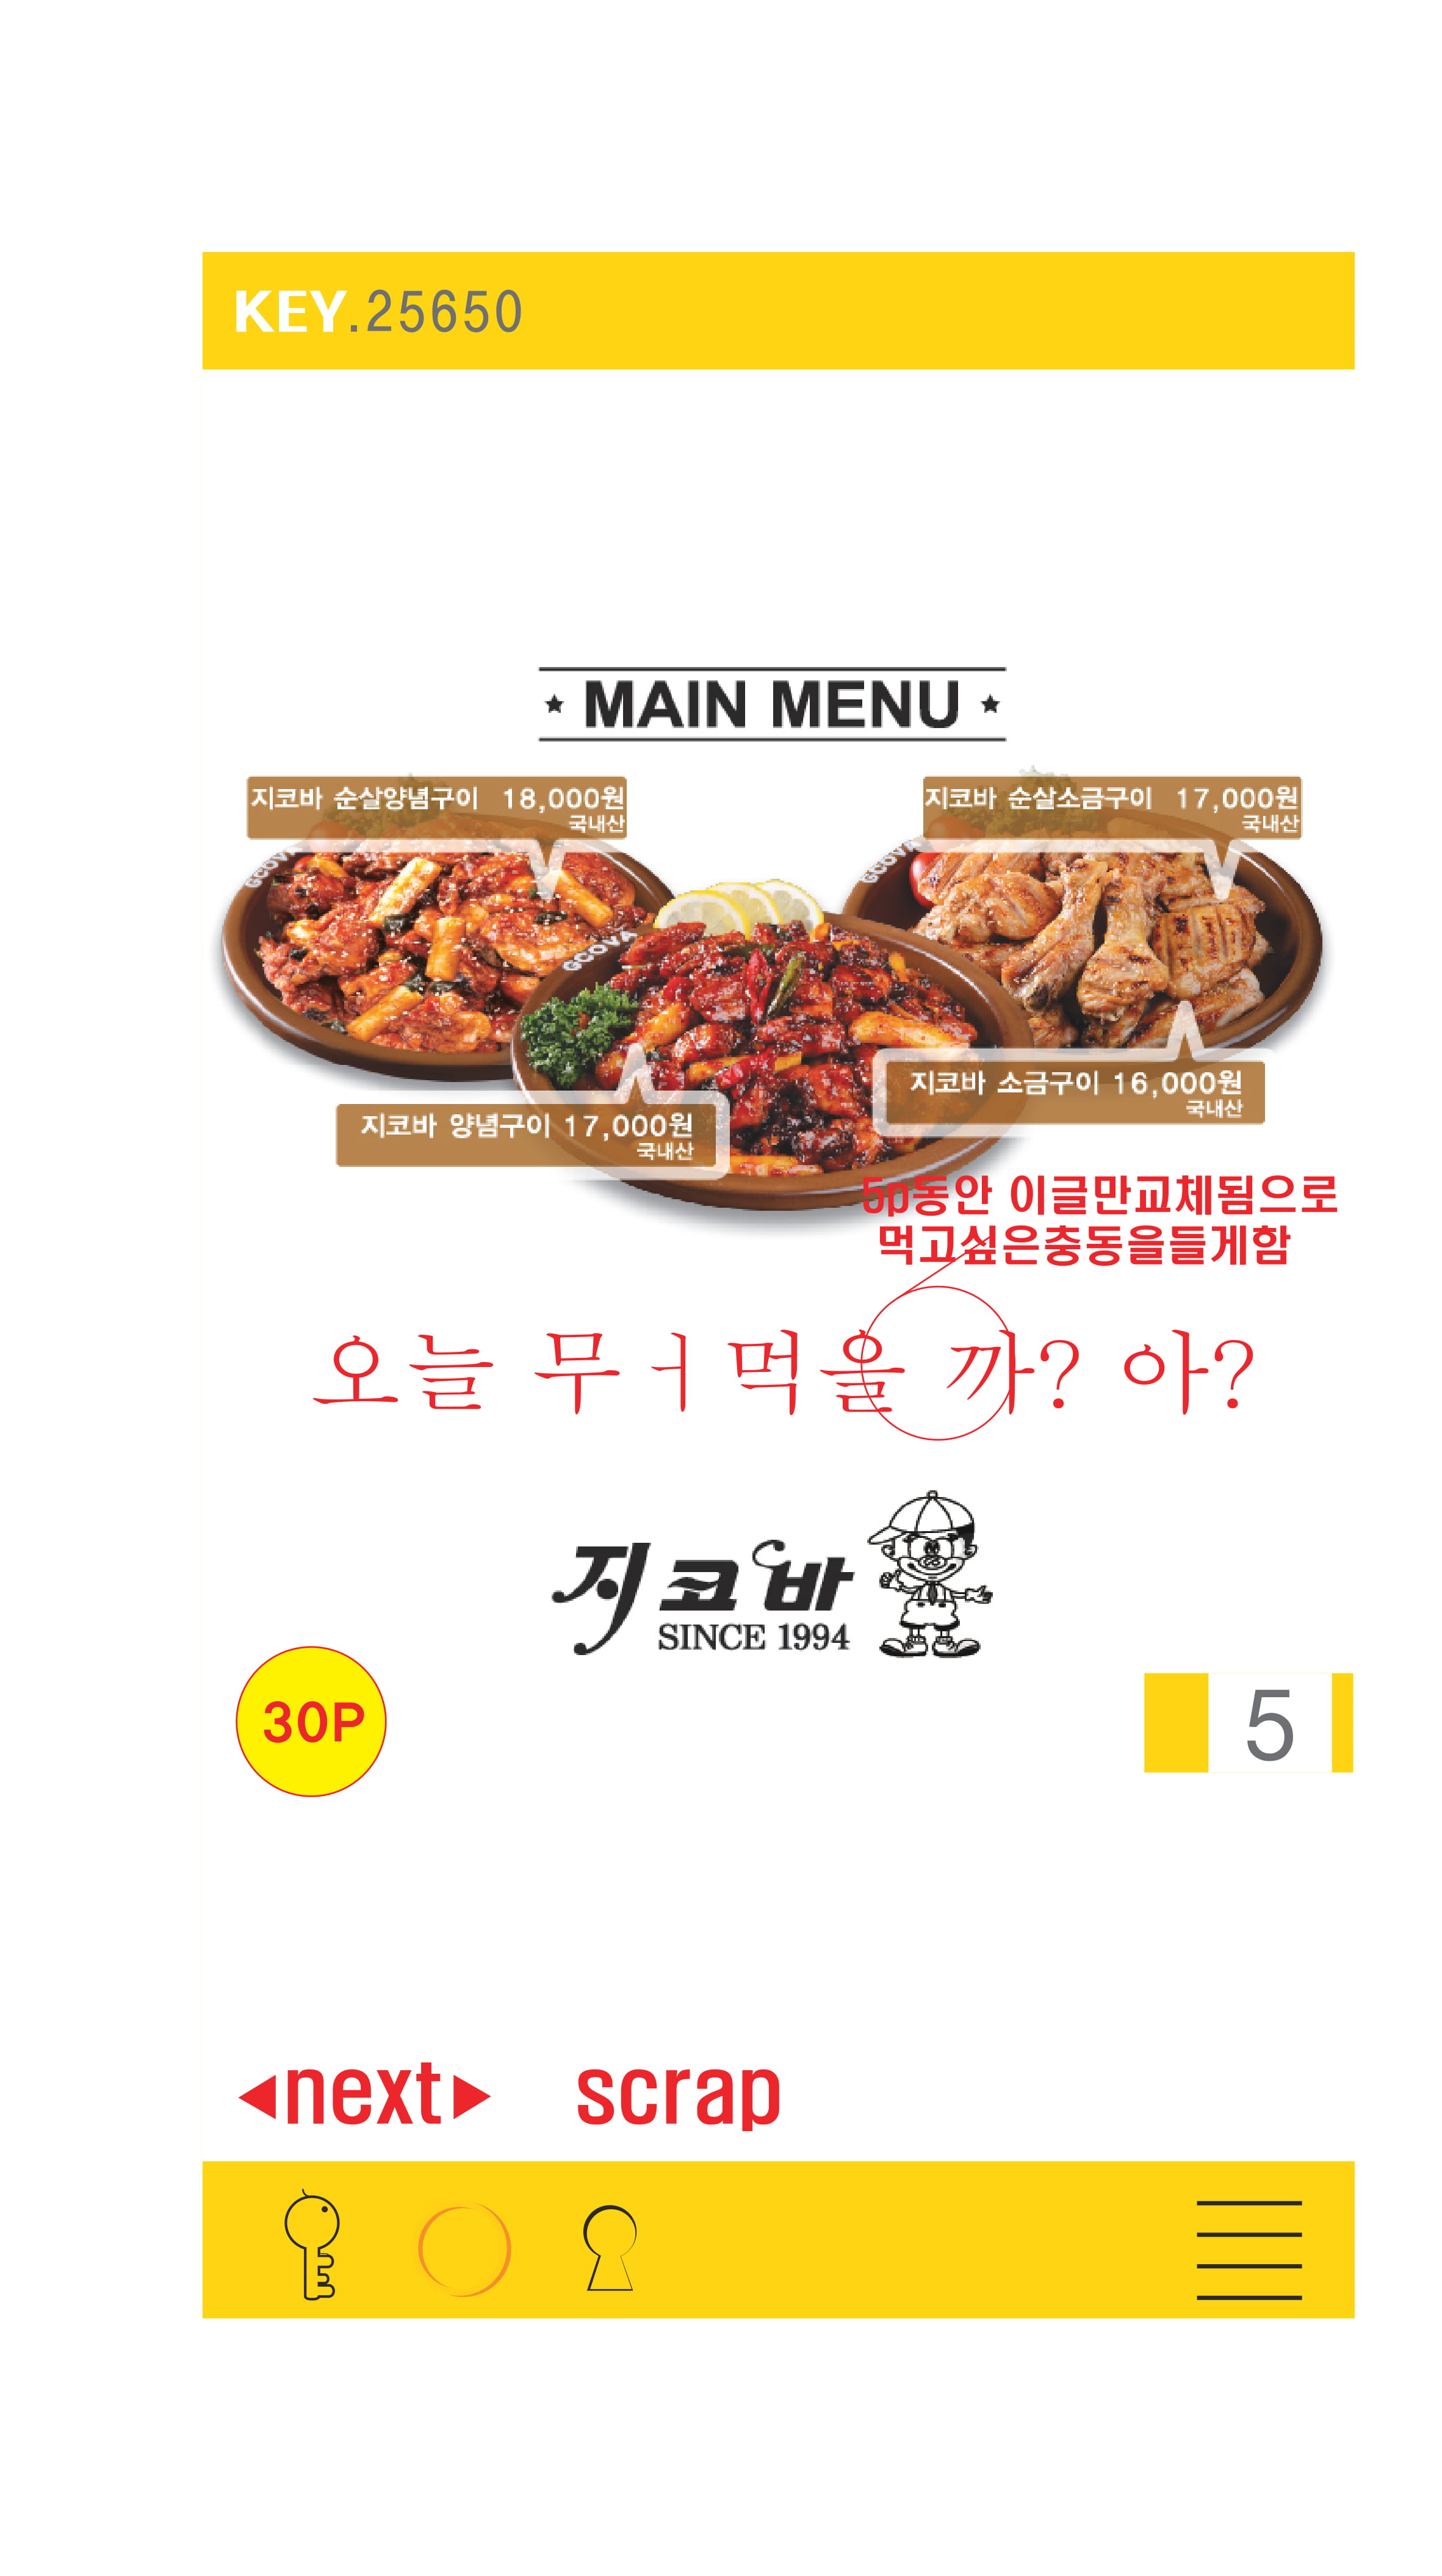 KEY.25650
★ MAIN MENU ★
지코바 순살양념구이 18,000원
국내산
지코바 순살소금구이 17,000원
국내산
GCOVA
GCOVA
GCOVA
지코바 소금구이 16,000원
국내산
지코바 양념구이 17,000원
국내산
5p동안 이글만교체됨으로
먹고싶은충동을들게함
오늘 무ㅓ먹을 까? 아?
지코바
SINCE 1994
30P
5
◀next▶ scrap